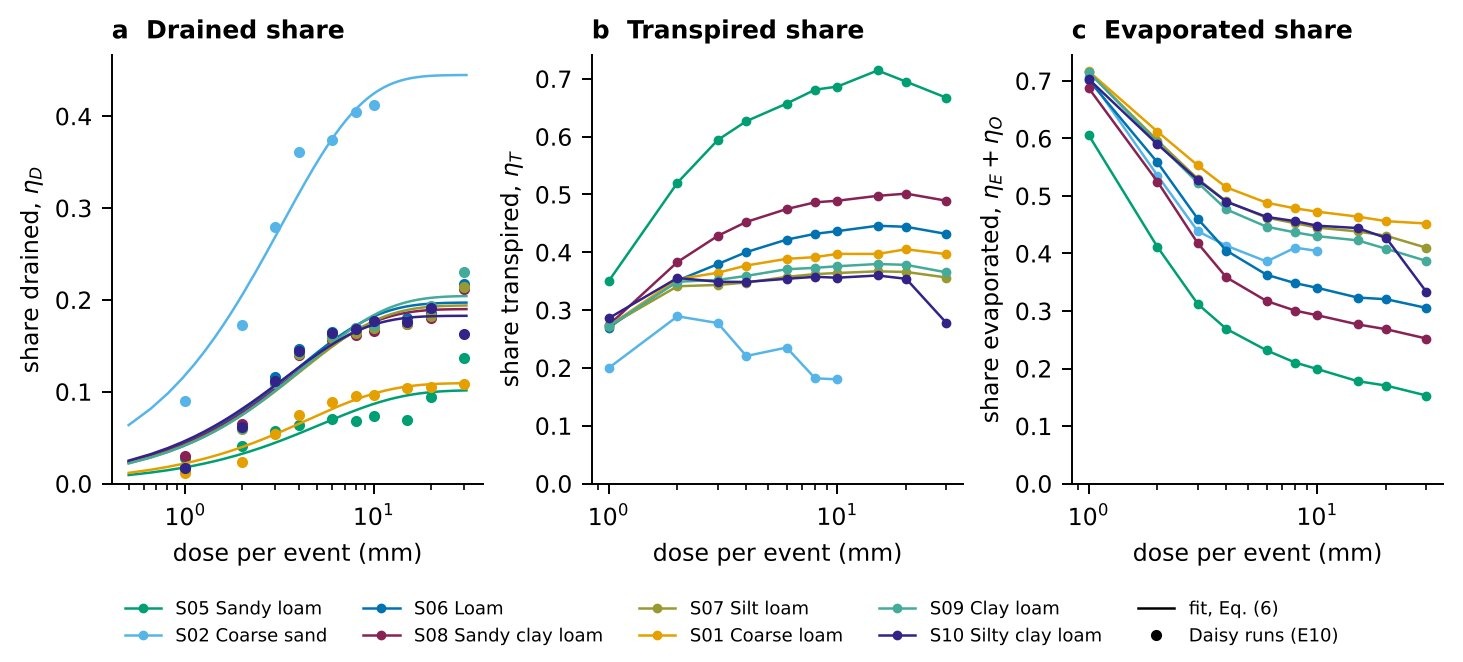 a Drained share
b Transpired share
c Evaporated share
share drained, η_D
0.4
0.3
0.2
0.1
0.0
10^0
10^1
dose per event (mm)
share transpired, η_T
0.7
0.6
0.5
0.4
0.3
0.2
0.1
0.0
10^0
10^1
dose per event (mm)
share evaporated, η_E + η_O
0.7
0.6
0.5
0.4
0.3
0.2
0.1
0.0
10^0
10^1
dose per event (mm)
S05 Sandy loam
S02 Coarse sand
S06 Loam
S08 Sandy clay loam
S07 Silt loam
S01 Coarse loam
S09 Clay loam
S10 Silty clay loam
fit, Eq. (6)
Daisy runs (E10)